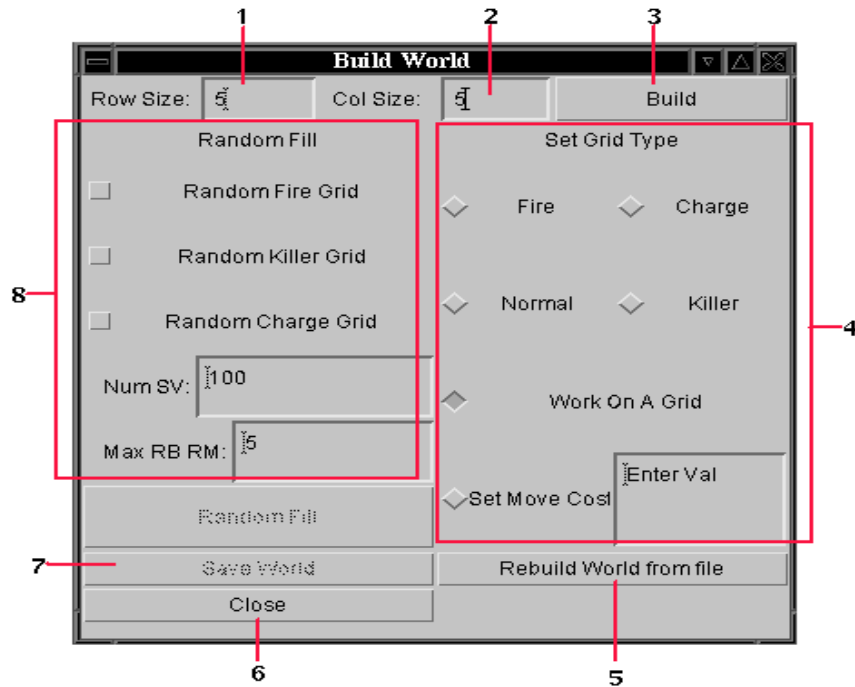 1 2 3
Build World
Row Size: 5 Col Size: 5 Build
Random Fill Set Grid Type
Random Fire Grid Fire Charge
Random Killer Grid
8 Normal Killer 4
Random Charge Grid
Num SV: 100
Work On A Grid
Max RB RM: 5
Set Move Cost Enter Val
Random Fill
7 Save World Rebuild World from file
Close
6 5